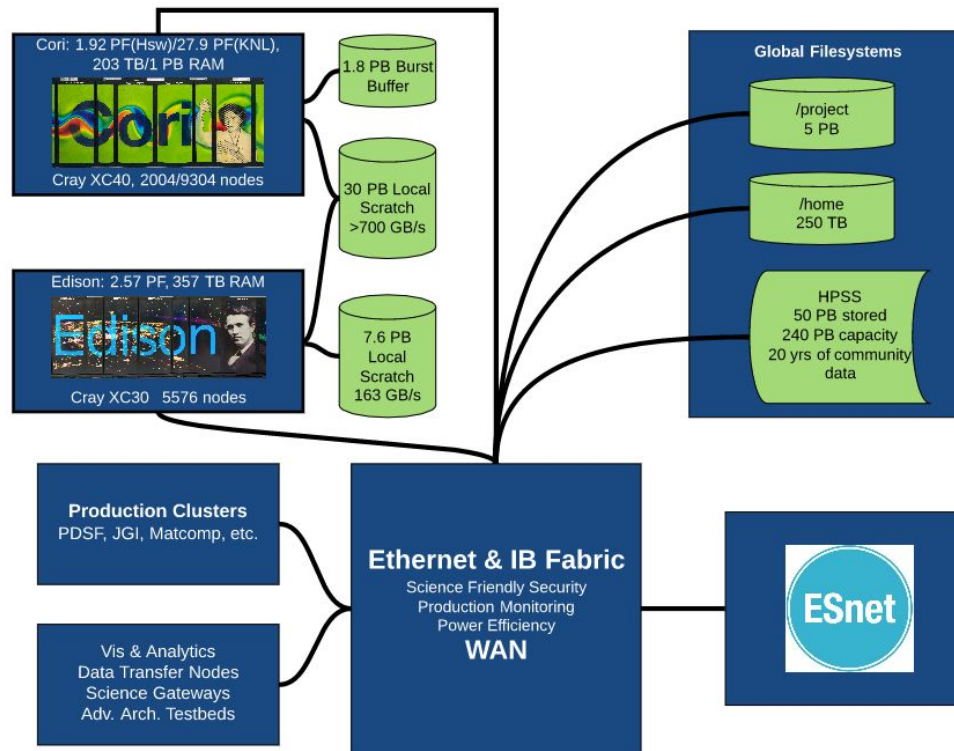 Cori: 1.92 PF(Hsw)/27.9 PF(KNL),
203 TB/1 PB RAM
Cori
Cray XC40, 2004/9304 nodes
1.8 PB Burst
Buffer
30 PB Local
Scratch
>700 GB/s
Edison: 2.57 PF, 357 TB RAM
Edison
Cray XC30 5576 nodes
7.6 PB
Local
Scratch
163 GB/s
Global Filesystems
/project
5 PB
/home
250 TB
HPSS
50 PB stored
240 PB capacity
20 yrs of community
data
Production Clusters
PDSF, JGI, Matcomp, etc.
Vis & Analytics
Data Transfer Nodes
Science Gateways
Adv. Arch. Testbeds
Ethernet & IB Fabric
Science Friendly Security
Production Monitoring
Power Efficiency
WAN
ESnet